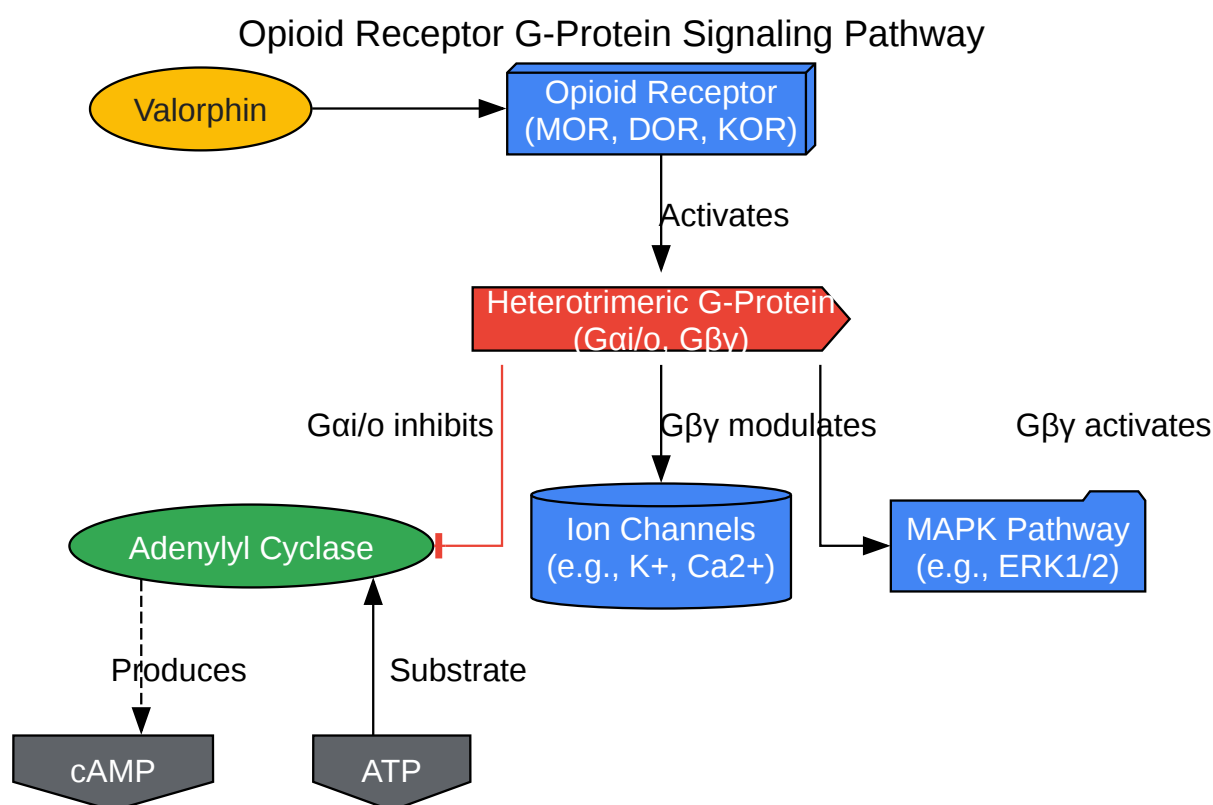 Opioid Receptor G-Protein Signaling Pathway
Valorphin
Opioid Receptor
(MOR, DOR, KOR)
Activates
Heterotrimeric G-Protein
(Gαi/o, Gβγ)
Gαi/o inhibits
Gβγ modulates
Gβγ activates
Adenylyl Cyclase
Ion Channels
(e.g., K+, Ca2+)
MAPK Pathway
(e.g., ERK1/2)
Produces
Substrate
cAMP
ATP